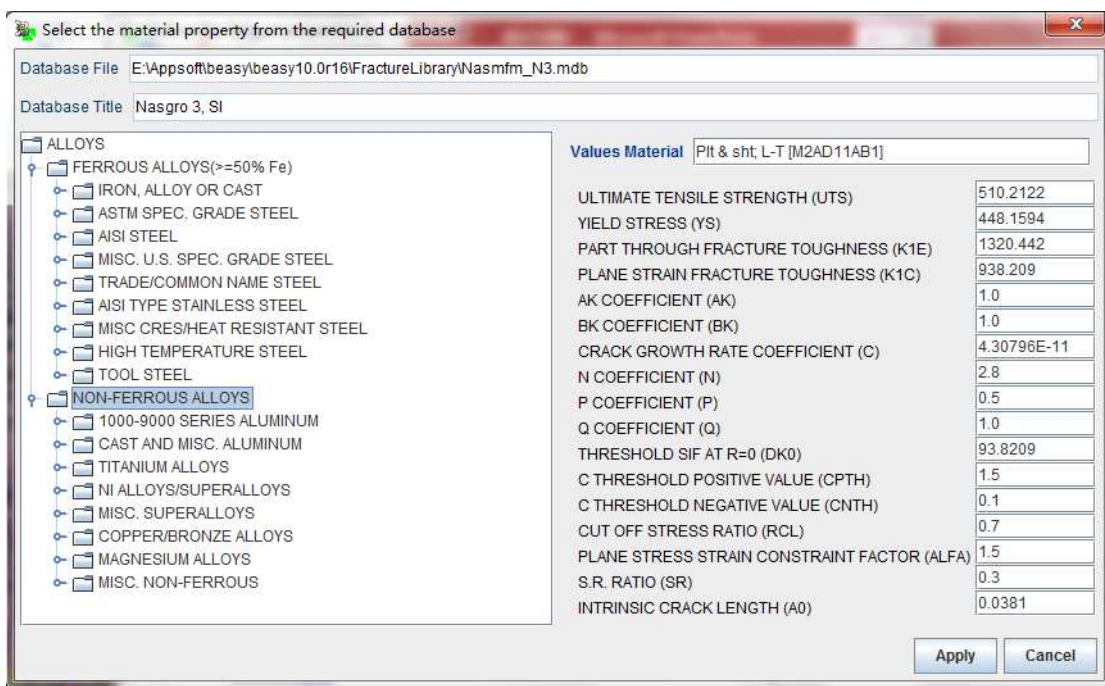 Select the material property from the required database
Database File E:\Appsoft\beasy\beasy10.0r16\FractureLibrary\Nasmfm_N3.mdb
Database Title Nasgro 3, SI
ALLOYS
FERROUS ALLOYS(>=50% Fe)
IRON, ALLOY OR CAST
ASTM SPEC. GRADE STEEL
AISI STEEL
MISC. U.S. SPEC. GRADE STEEL
TRADE/COMMON NAME STEEL
AISI TYPE STAINLESS STEEL
MISC CRES/HEAT RESISTANT STEEL
HIGH TEMPERATURE STEEL
TOOL STEEL
NON-FERROUS ALLOYS
1000-9000 SERIES ALUMINUM
CAST AND MISC. ALUMINUM
TITANIUM ALLOYS
NI ALLOYS/SUPERALLOYS
MISC. SUPERALLOYS
COPPER/BRONZE ALLOYS
MAGNESIUM ALLOYS
MISC. NON-FERROUS
Values Material Plt & sht; L-T [M2AD11AB1]
ULTIMATE TENSILE STRENGTH (UTS) 510.2122
YIELD STRESS (YS) 448.1594
PART THROUGH FRACTURE TOUGHNESS (K1E) 1320.442
PLANE STRAIN FRACTURE TOUGHNESS (K1C) 938.209
AK COEFFICIENT (AK) 1.0
BK COEFFICIENT (BK) 1.0
CRACK GROWTH RATE COEFFICIENT (C) 4.30796E-11
N COEFFICIENT (N) 2.8
P COEFFICIENT (P) 0.5
Q COEFFICIENT (Q) 1.0
THRESHOLD SIF AT R=0 (DK0) 93.8209
C THRESHOLD POSITIVE VALUE (CPTH) 1.5
C THRESHOLD NEGATIVE VALUE (CNTH) 0.1
CUT OFF STRESS RATIO (RCL) 0.7
PLANE STRESS STRAIN CONSTRAINT FACTOR (ALFA) 1.5
S.R. RATIO (SR) 0.3
INTRINSIC CRACK LENGTH (A0) 0.0381
Apply Cancel